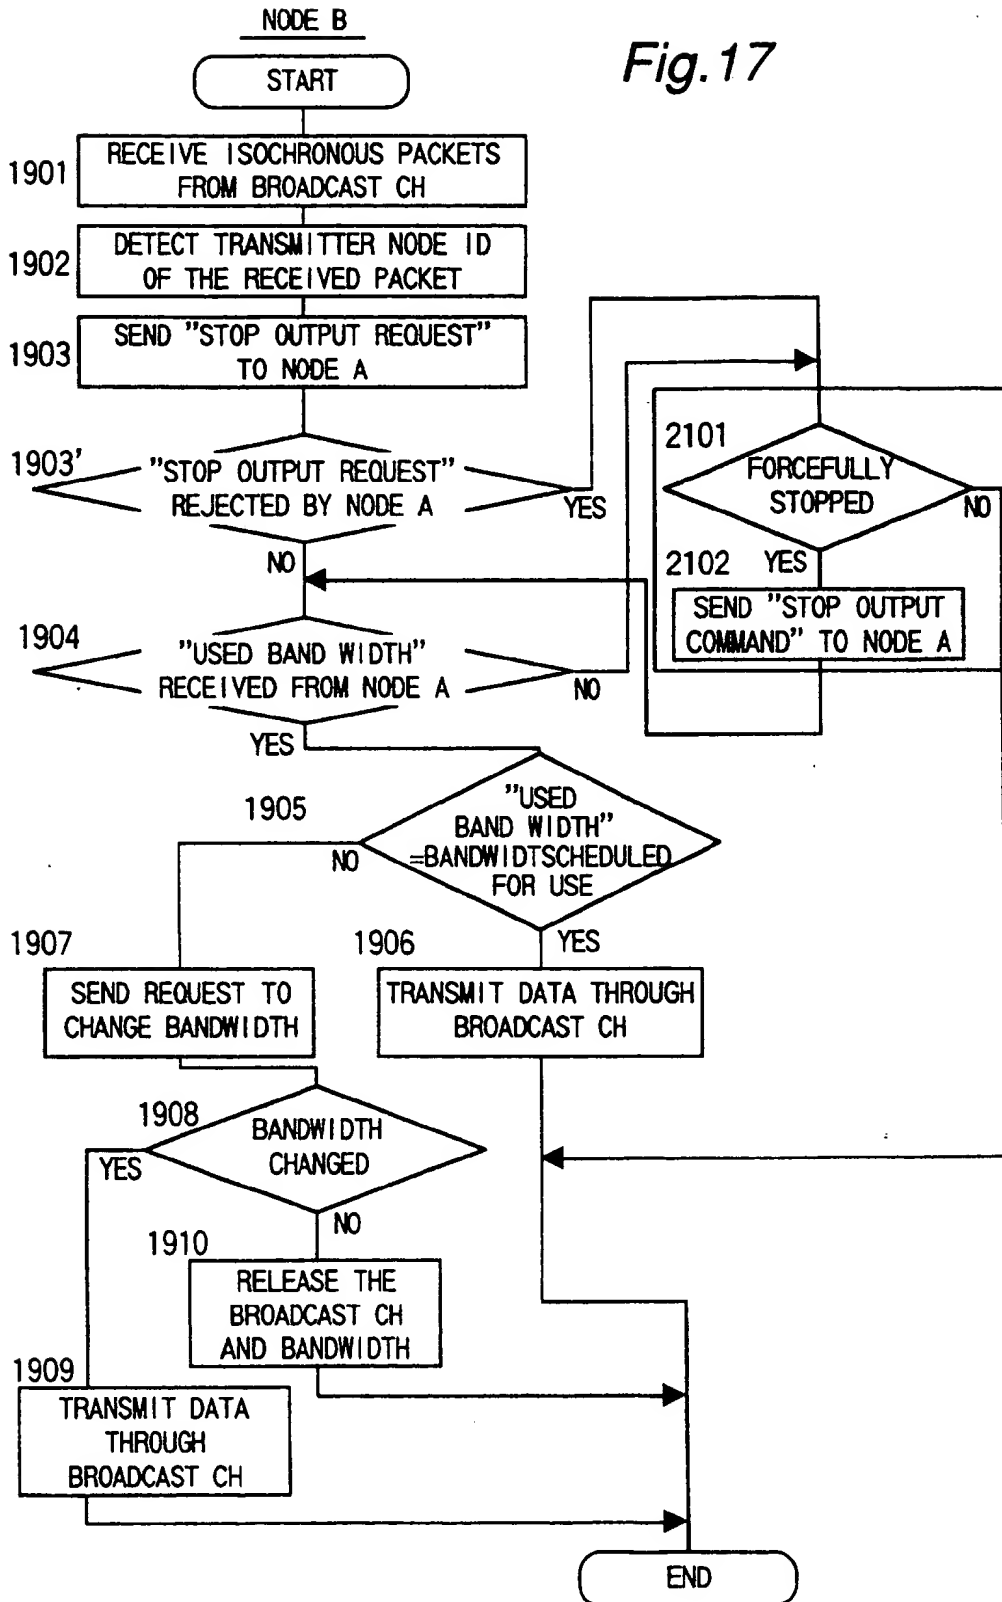 NODE B
Fig.17
START
1901
RECEIVE ISOCHRONOUS PACKETS
FROM BROADCAST CH
1902
DETECT TRANSMITTER NODE ID
OF THE RECEIVED PACKET
1903
SEND "STOP OUTPUT REQUEST"
TO NODE A
1903'
"STOP OUTPUT REQUEST"
REJECTED BY NODE A
YES
NO
2101
FORCEFULLY
STOPPED
NO
YES
2102
SEND "STOP OUTPUT
COMMAND" TO NODE A
1904
"USED BAND WIDTH"
RECEIVED FROM NODE A
NO
YES
1905
"USED
BAND WIDTH"
=BANDWIDTSCHEDULED
FOR USE
NO
YES
1907
SEND REQUEST TO
CHANGE BANDWIDTH
1906
TRANSMIT DATA THROUGH
BROADCAST CH
1908
BANDWIDTH
CHANGED
YES
NO
1910
RELEASE THE
BROADCAST CH
AND BANDWIDTH
1909
TRANSMIT DATA
THROUGH
BROADCAST CH
END